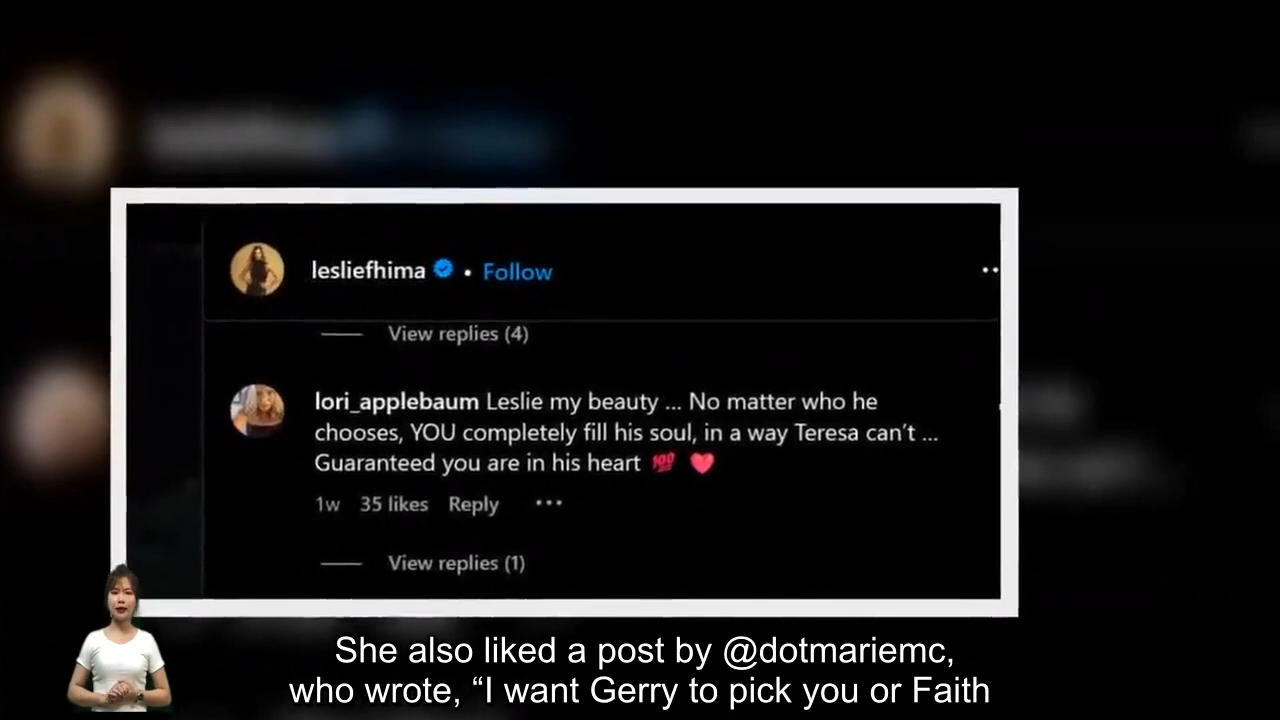 lesliefhima • Follow
View replies (4)
lori_applebaum Leslie my beauty ... No matter who he
chooses, YOU completely fill his soul, in a way Teresa can't ...
Guaranteed you are in his heart 💯 ❤️
1w 35 likes Reply
View replies (1)
She also liked a post by @dotmariemc,
who wrote, “I want Gerry to pick you or Faith